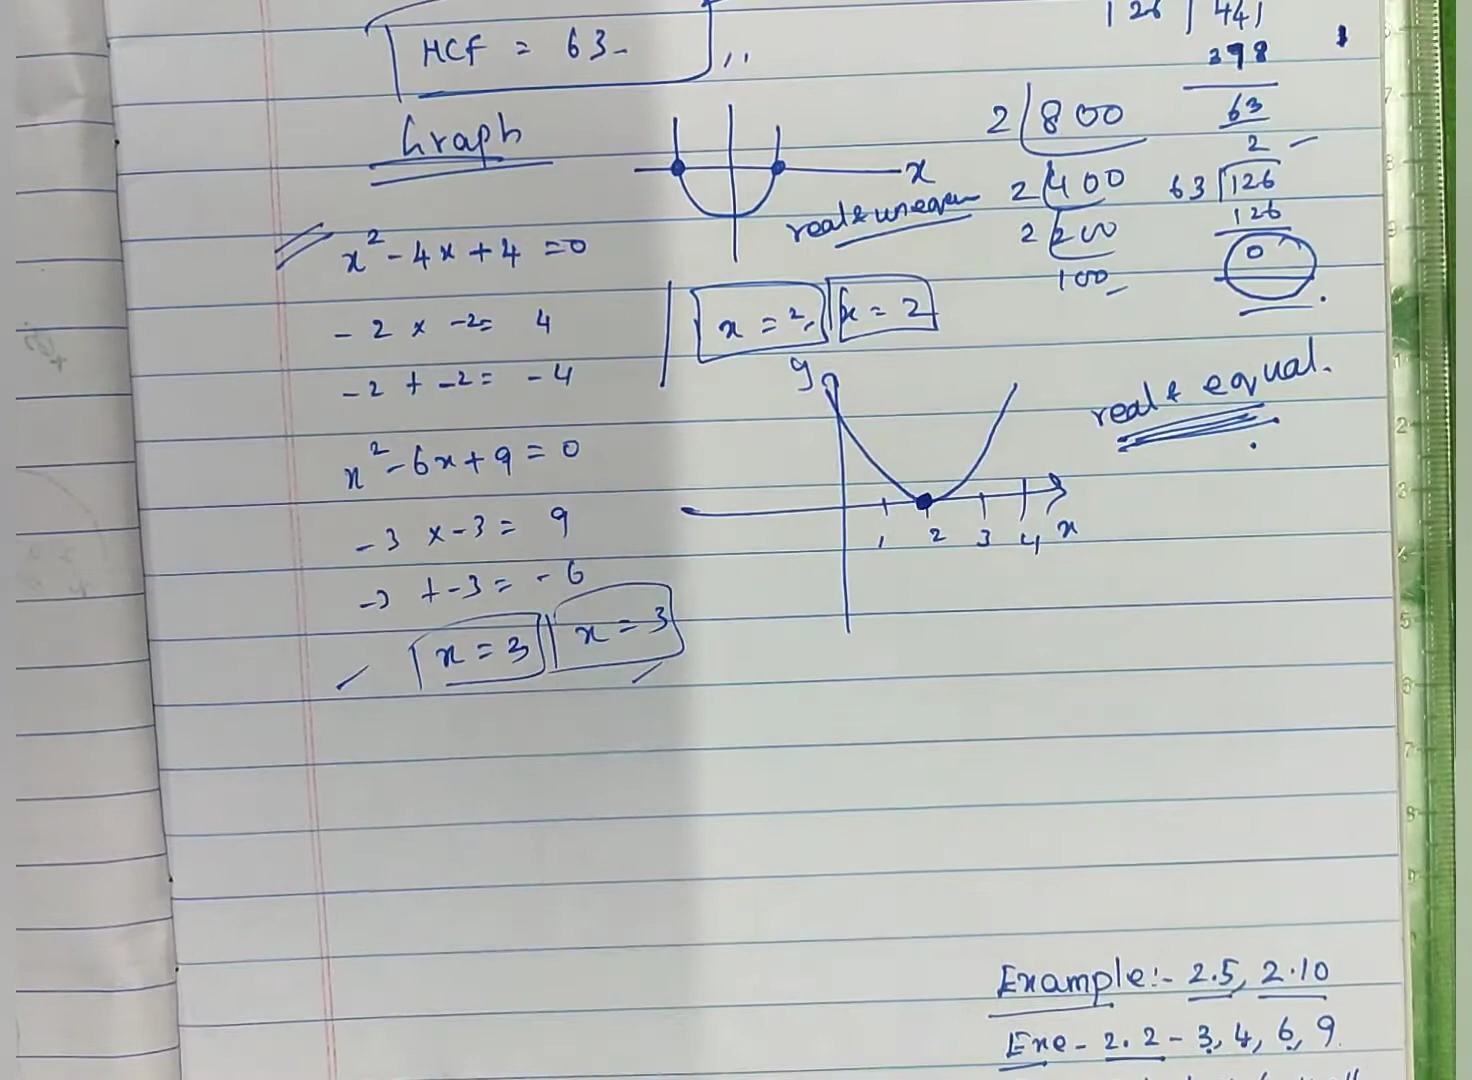 HCF = 63
126 | 441
398
63
2
Graph
2 | 800
2 | 400
2 | 200
100
63 | 126
126
0
x
real & unequa
x² - 4x + 4 = 0
- 2 x -2 = 4
- 2 + -2 = - 4
x = 2, x = 2
y
real & equal.
1 2 3 4 x
x² - 6x + 9 = 0
- 3 x - 3 = 9
-3 + -3 = - 6
x = 3 x = 3
Example:- 2.5, 2.10
Exe - 2. 2 - 3, 4, 6, 9